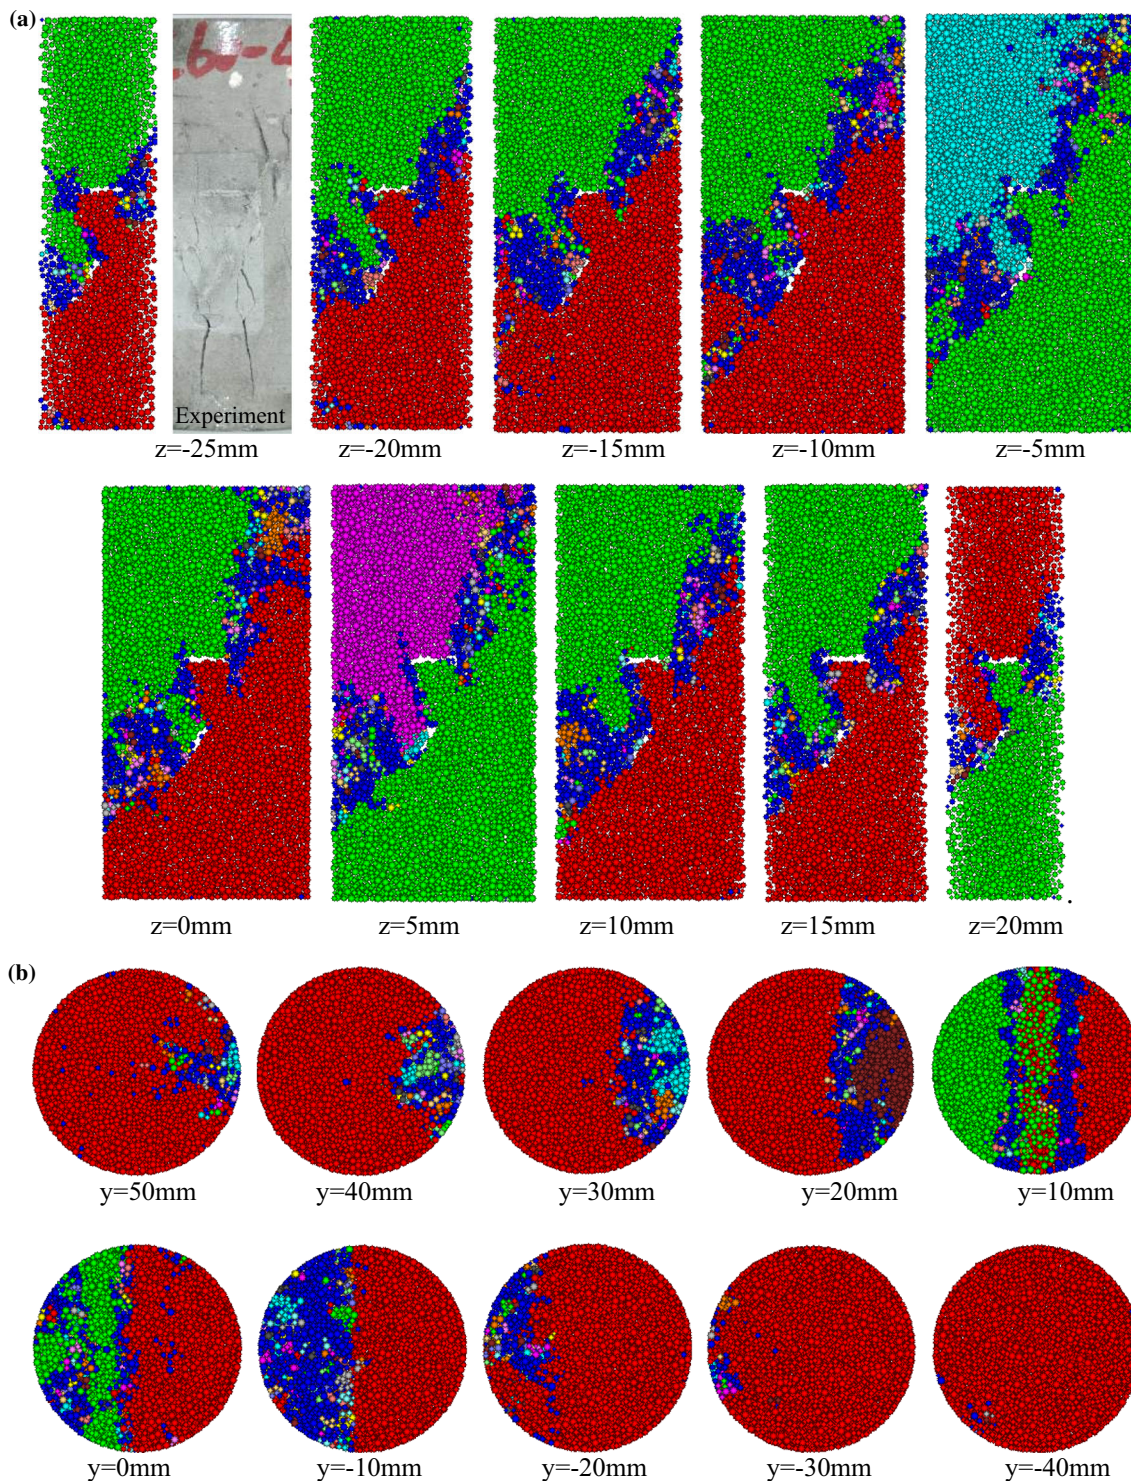 (a)
Experiment
z=-25mm z=-20mm z=-15mm z=-10mm z=-5mm
z=0mm z=5mm z=10mm z=15mm z=20mm
(b)
y=50mm y=40mm y=30mm y=20mm y=10mm
y=0mm y=-10mm y=-20mm y=-30mm y=-40mm